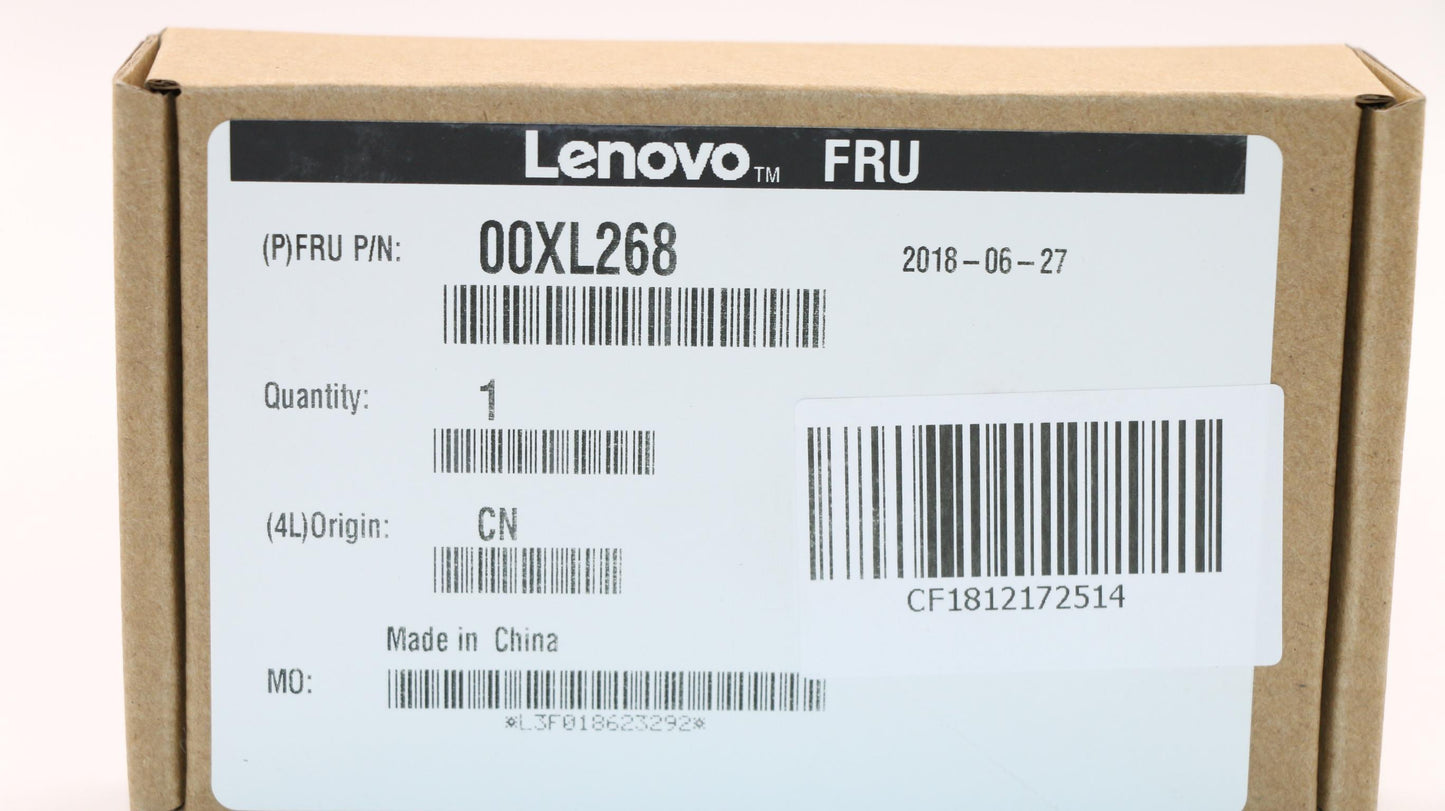 Lenovo™ FRU
(P)FRU P/N: 00XL268 2018-06-27
Quantity: 1
(4L)Origin: CN
CF1812172514
Made in China
MO:
*L3F018623292*